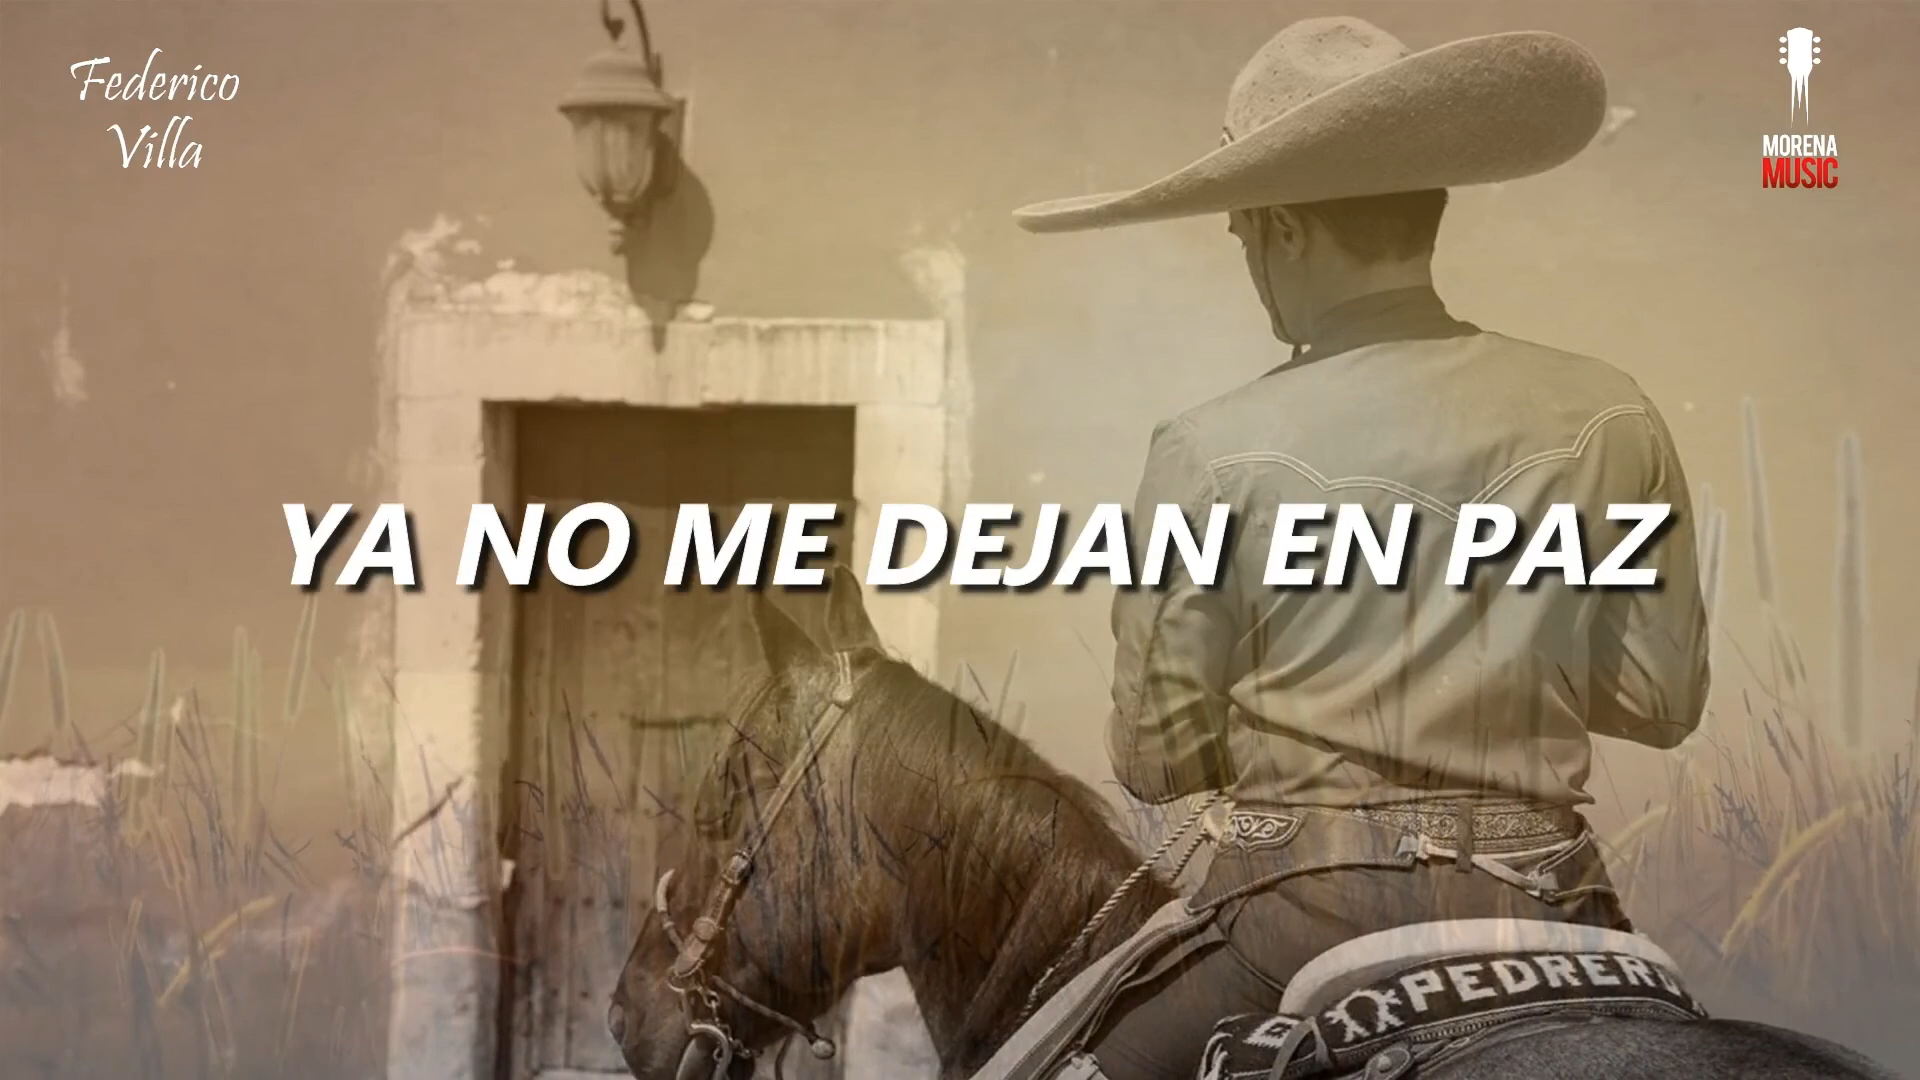 Federico
Villa
MORENA
MUSIC
YA NO ME DEJAN EN PAZ
PEDRERO